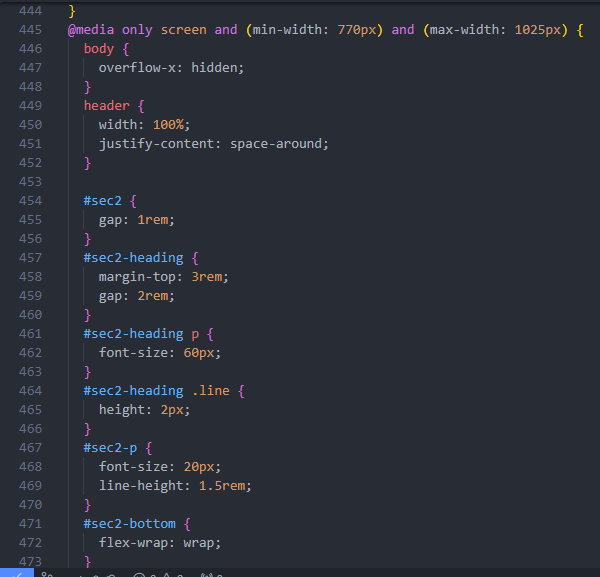 444 }
445 @media only screen and (min-width: 770px) and (max-width: 1025px) {
446 body {
447 overflow-x: hidden;
448 }
449 header {
450 width: 100%;
451 justify-content: space-around;
452 }
453
454 #sec2 {
455 gap: 1rem;
456 }
457 #sec2-heading {
458 margin-top: 3rem;
459 gap: 2rem;
460 }
461 #sec2-heading p {
462 font-size: 60px;
463 }
464 #sec2-heading .line {
465 height: 2px;
466 }
467 #sec2-p {
468 font-size: 20px;
469 line-height: 1.5rem;
470 }
471 #sec2-bottom {
472 flex-wrap: wrap;
473 }